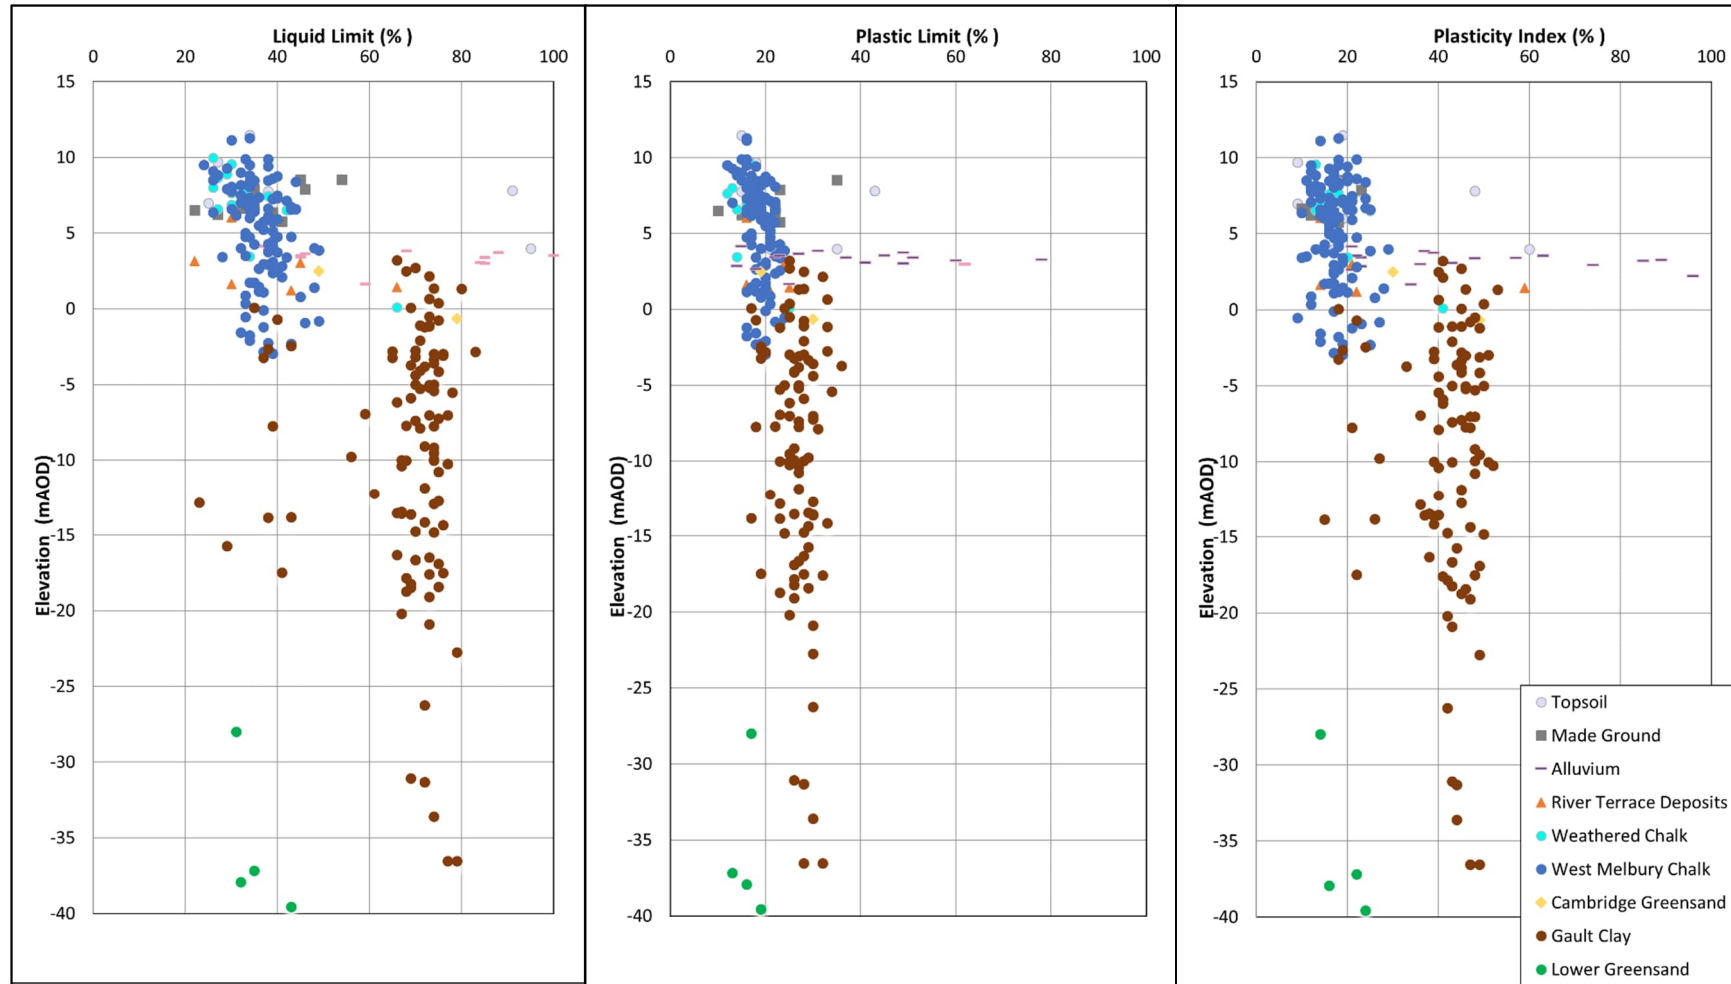 Liquid Limit (% )
0 20 40 60 80 100
15
10
5
0
-5
-10
-15
-20
-25
-30
-35
-40
Elevation (mAOD)
Plastic Limit (% )
0 20 40 60 80 100
15
10
5
0
-5
-10
-15
-20
-25
-30
-35
-40
Elevation (mAOD)
Plasticity Index (% )
0 20 40 60 80 100
15
10
5
0
-5
-10
-15
-20
-25
-30
-35
-40
Elevation (mAOD)
Topsoil
Made Ground
Alluvium
River Terrace Deposits
Weathered Chalk
West Melbury Chalk
Cambridge Greensand
Gault Clay
Lower Greensand